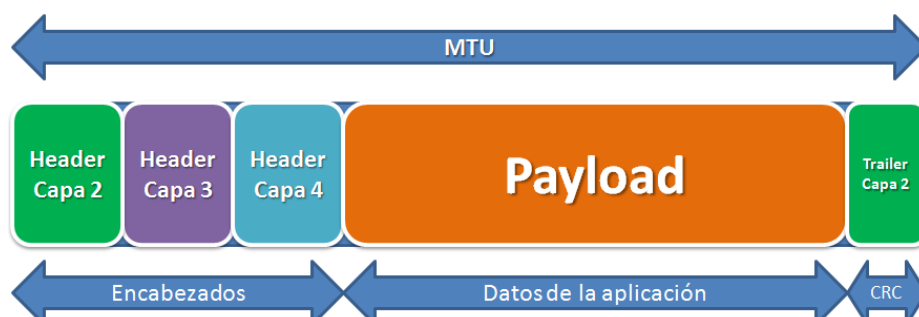 MTU
Header
Capa 2
Header
Capa 3
Header
Capa 4
Payload
Trailer
Capa 2
Encabezados
Datos de la aplicación
CRC